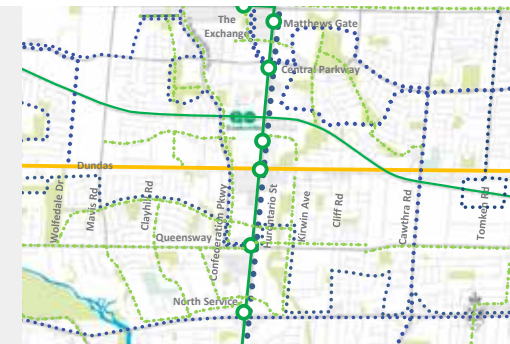 The
Exchange
Matthews Gate
Central Parkway
Dundas
Wolfedale Dr
Mavis Rd
Clayhill Rd
Confederation Pkwy
Hurontario St
Kirwin Ave
Cliff Rd
Cawthra Rd
Tomken Rd
Queensway
North Service